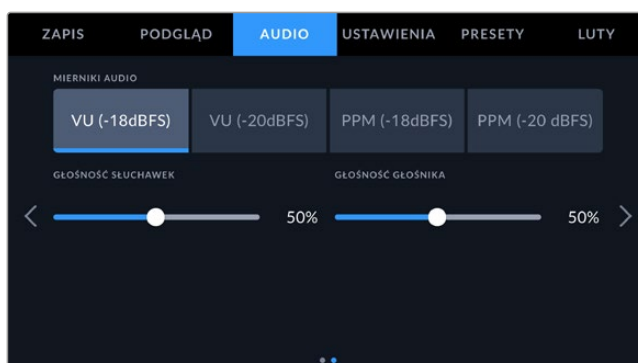 ZAPIS PODGLĄD AUDIO USTAWIENIA PRESETY LUTY
MIERNIKI AUDIO
VU (-18dBFS) VU (-20dBFS) PPM (-18dBFS) PPM (-20 dBFS)
GŁOŚNOŚĆ SŁUCHAWEK GŁOŚNOŚĆ GŁOŚNIKA
50% 50%